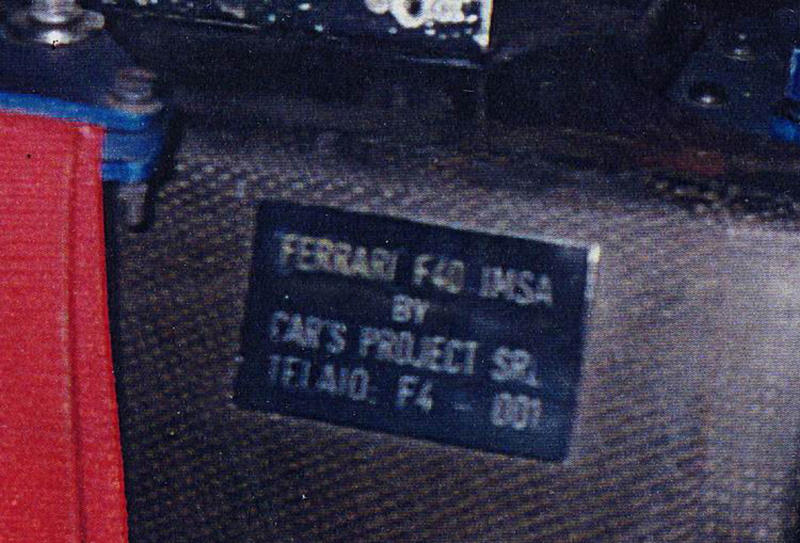 FERRARI F40 IMSA
BY
CAR'S PROJECT SRL
TELAIO: F4 - 001